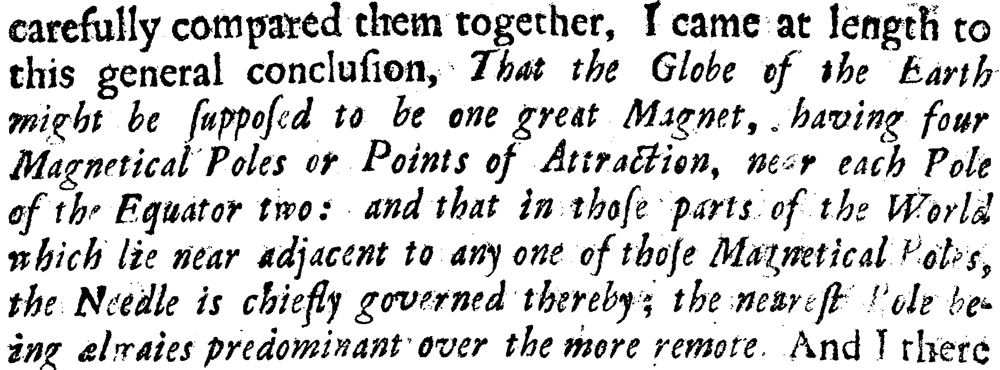 carefully compared them together, I came at length to
this general concluſion, That the Globe of the Earth
might be ſuppoſed to be one great Magnet, having four
Magnetical Poles or Points of Attraction, near each Pole
of the Equator two: and that in thoſe parts of the World
which lie near adjacent to any one of thoſe Magnetical Poles,
the Needle is chiefly governed thereby; the neareſt Pole be-
ing alwaies predominant over the more remote. And I there